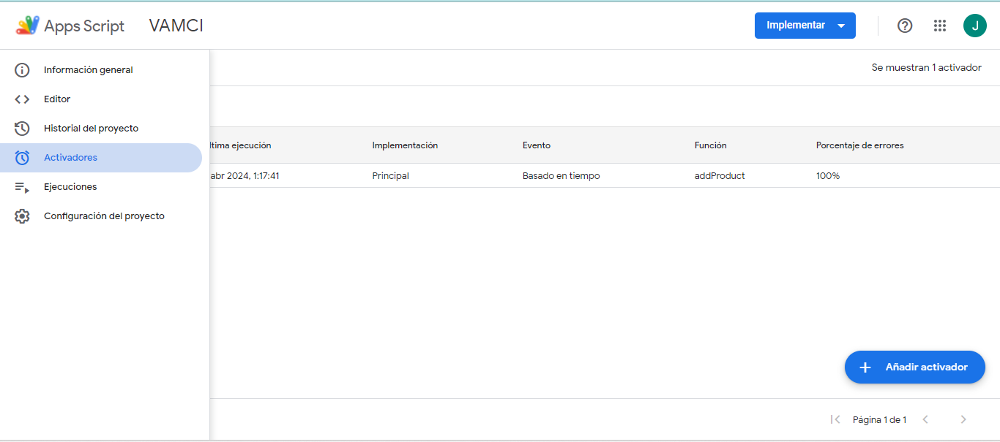 Apps Script VAMCI Implementar J
Información general
Se muestran 1 activador
Editor
Historial del proyecto
ltima ejecución Implementación Evento Función Porcentaje de errores
Activadores
abr 2024, 1:17:41 Principal Basado en tiempo addProduct 100%
Ejecuciones
Configuración del proyecto
Añadir activador
Página 1 de 1